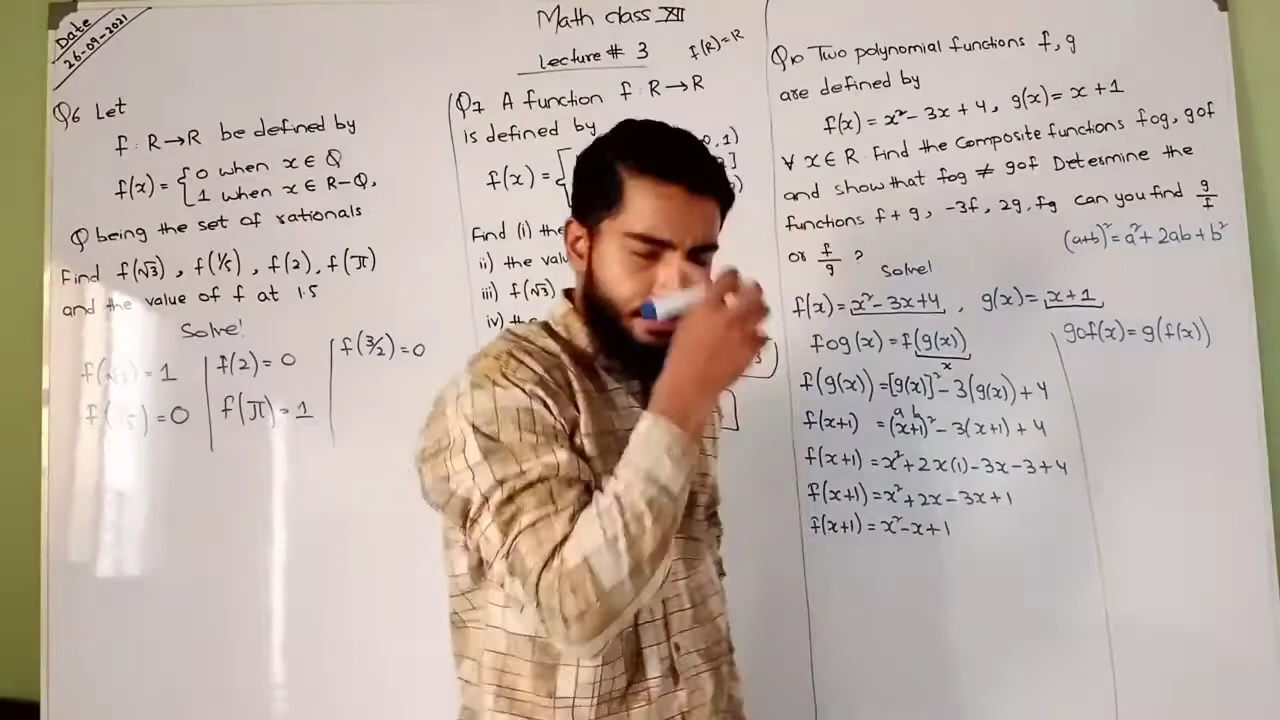 Date
26-09-2021
Math class XII
Lecture # 3
f(R)=R
Q6 Let
f : R→R be defined by
f(x) = { 0 when x ∈ Q
1 when x ∈ R-Q,
Q being the set of rationals
Find f(√3), f(1/5), f(2), f(π)
and the value of f at 1.5
Solve!
f(√3) = 1
f(1/5) = 0
f(2) = 0
f(π) = 1
f(3/2) = 0
Q7 A function f : R→R
is defined by
f(x) =
Find (i) the
ii) the
iii) f(√3)
iv)
Q10 Two polynomial functions f, g
are defined by
f(x) = x² - 3x + 4, g(x) = x + 1
∀ x ∈ R. Find the Composite functions fog, gof
and show that fog ≠ gof Determine the
functions f + g, -3f, 2g, fg can you find g/f
or f/g ?
(a+b)² = a² + 2ab + b²
Solve!
f(x) = x² - 3x + 4, g(x) = x + 1
fog(x) = f(g(x))
x
f(g(x)) = [g(x)]² - 3(g(x)) + 4
a b
f(x+1) = (x+1)² - 3(x+1) + 4
f(x+1) = x² + 2x(1) - 3x - 3 + 4
f(x+1) = x² + 2x - 3x + 1
f(x+1) = x² - x + 1
gof(x) = g(f(x))